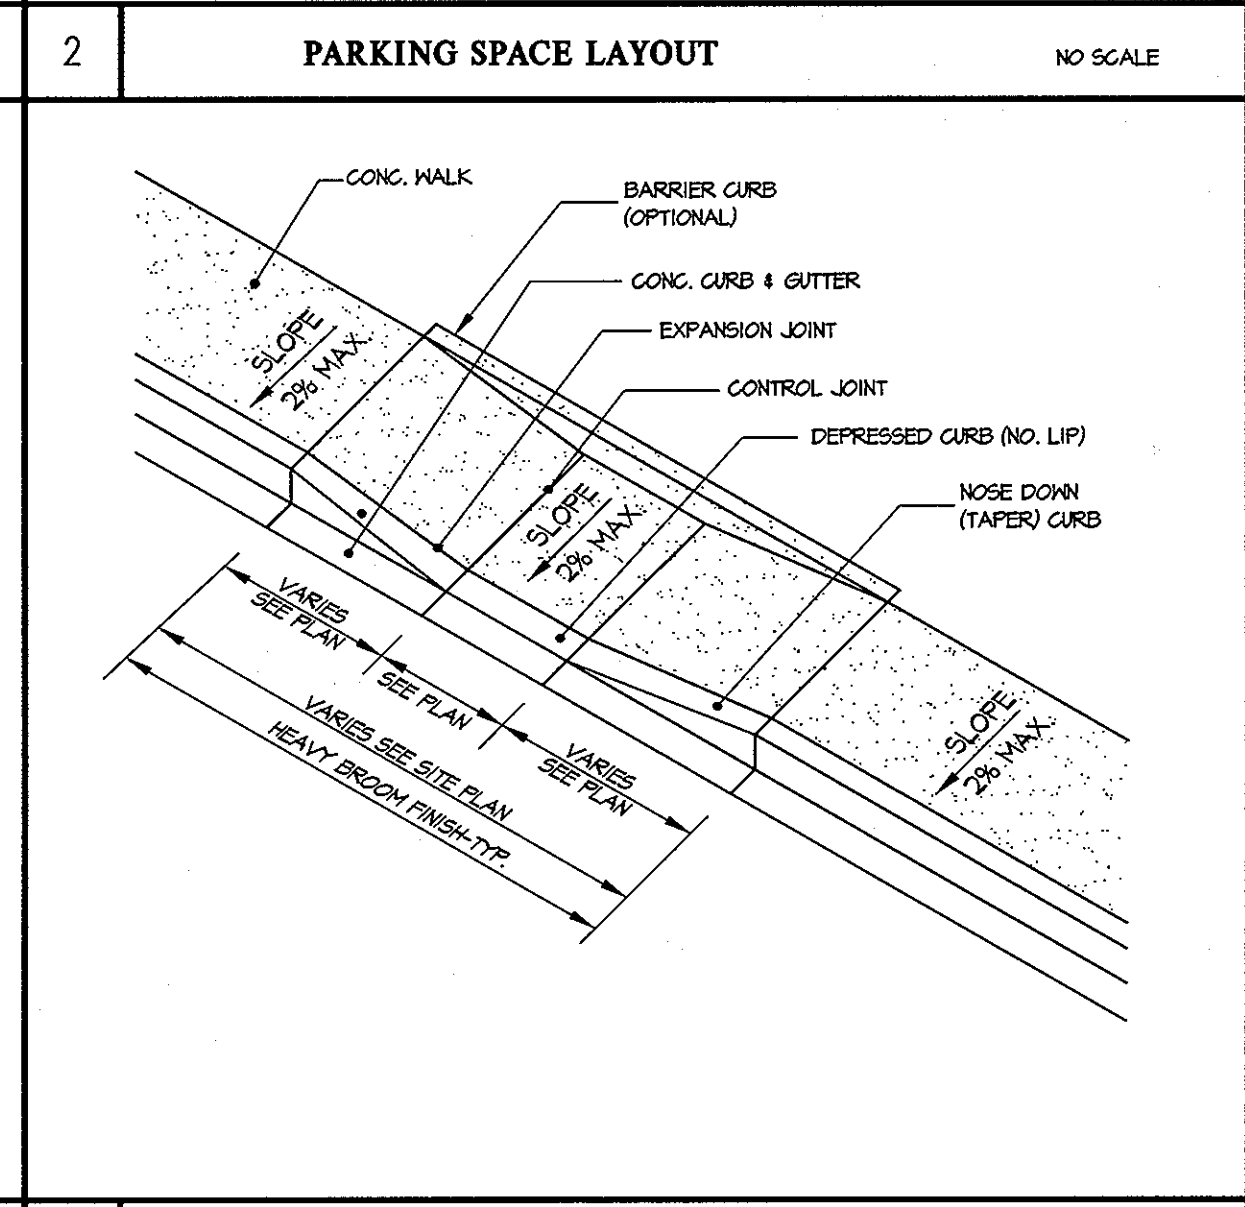 2
PARKING SPACE LAYOUT
NO SCALE
CONC. WALK
BARRIER CURB
(OPTIONAL)
CONC. CURB & GUTTER
EXPANSION JOINT
CONTROL JOINT
DEPRESSED CURB (NO. LIP)
NOSE DOWN
(TAPER) CURB
SLOPE
2% MAX.
SLOPE
2% MAX.
SLOPE
2% MAX.
VARIES
SEE PLAN
SEE PLAN
VARIES
SEE PLAN
VARIES SEE SITE PLAN
HEAVY BROOM FINISH-TYP.